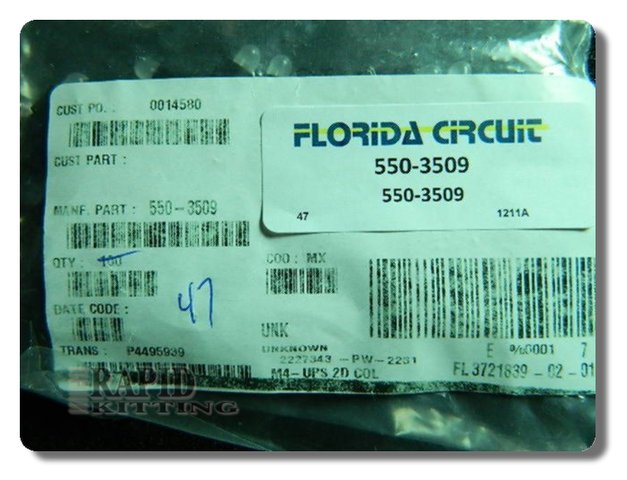 CUST PO.: 0014580
CUST PART :
MANF. PART : 550-3509
QTY : 100
47
DATE CODE :
TRANS : P4495939
FLORIDA CIRCUIT
550-3509
550-3509
47 1211A
COO: MX
UNK
UNKNOWN
2227343 -PW-2231
M4-UPS 2D COL
E 7
FL 3721839 - 02 - 01
RAPID
KITTING